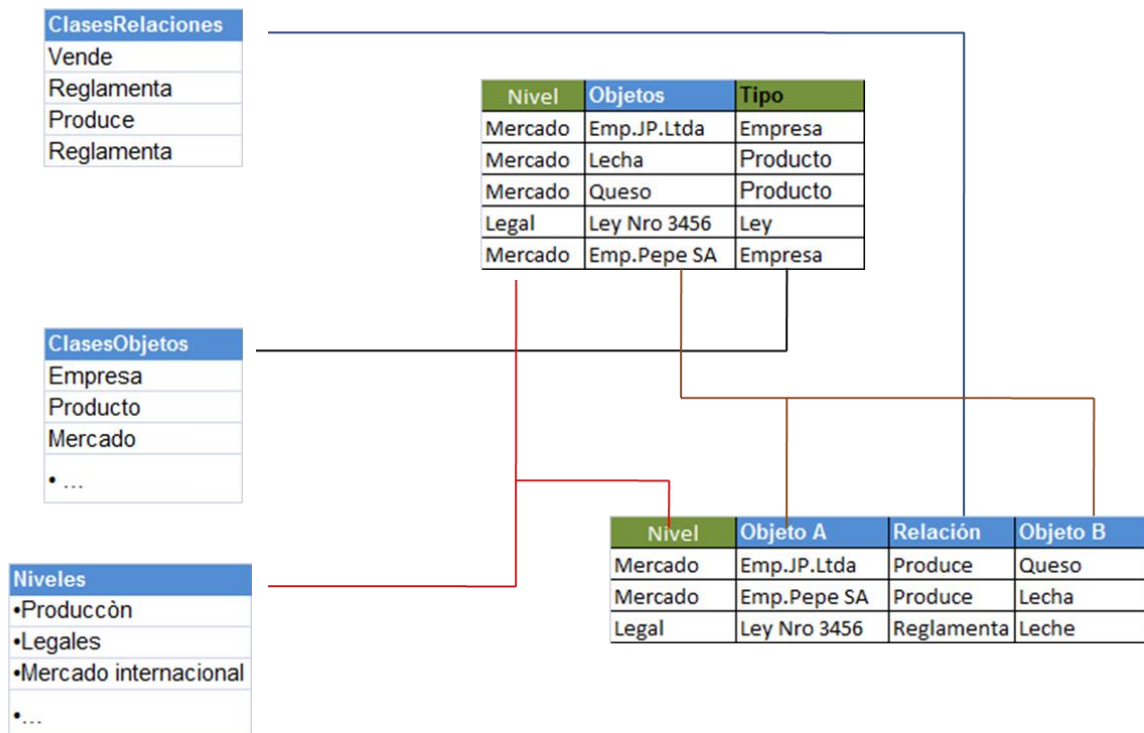 ClasesRelaciones
Vende
Reglamenta
Produce
Reglamenta
Nivel Objetos Tipo
Mercado Emp.JP.Ltda Empresa
Mercado Lecha Producto
Mercado Queso Producto
Legal Ley Nro 3456 Ley
Mercado Emp.Pepe SA Empresa
ClasesObjetos
Empresa
Producto
Mercado
• ...
Nivel Objeto A Relación Objeto B
Mercado Emp.JP.Ltda Produce Queso
Mercado Emp.Pepe SA Produce Lecha
Legal Ley Nro 3456 Reglamenta Leche
Niveles
•Produccòn
•Legales
•Mercado internacional
•...